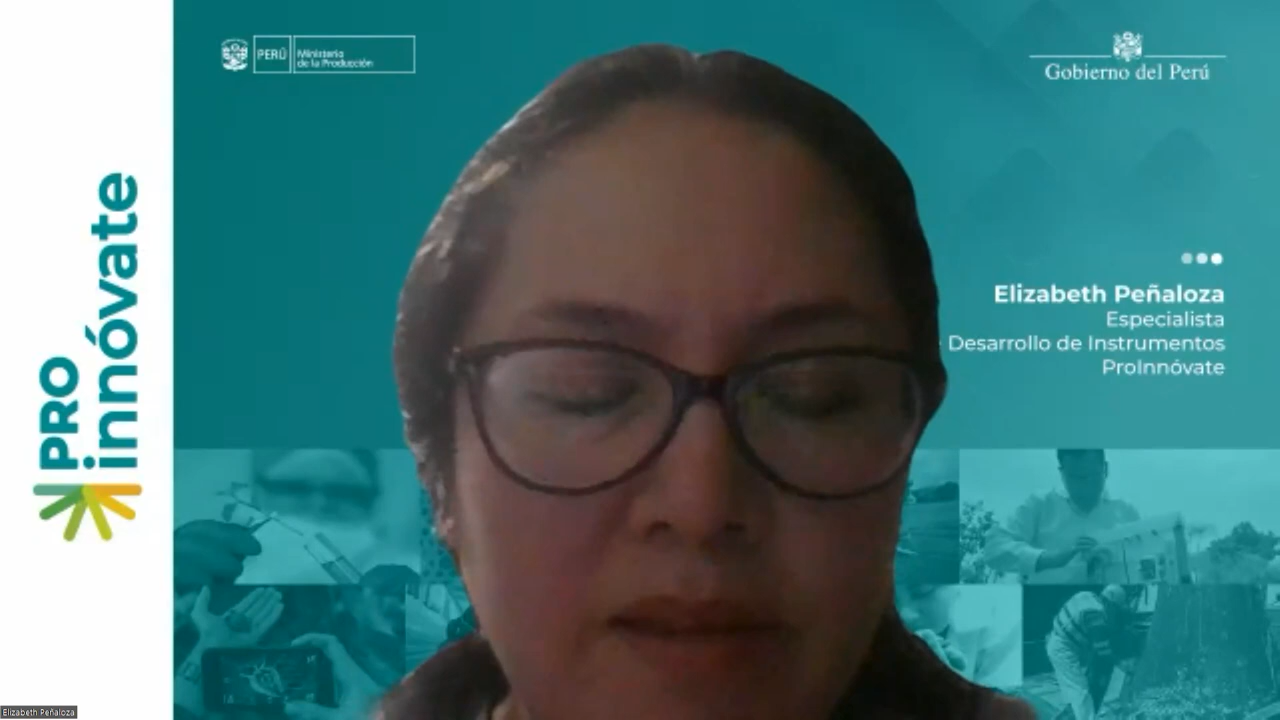 PRO
innóvate
PERÚ
Ministerio
de la Producción
Gobierno del Perú
Elizabeth Peñaloza
Especialista
Desarrollo de Instrumentos
ProInnóvate
Elizabeth Peñaloza